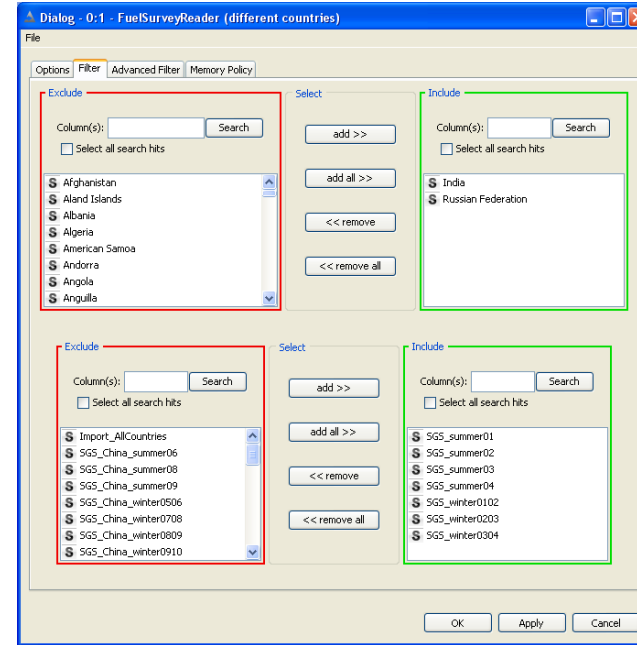 Dialog - 0:1 - FuelSurveyReader (different countries)
File
Options Filter Advanced Filter Memory Policy
Exclude Select Include
Column(s): Search add >> Column(s): Search
Select all search hits Select all search hits
add all >>
S Afghanistan S India
S Aland Islands S Russian Federation
S Albania
<< remove
S Algeria
S American Samoa
S Andorra << remove all
S Angola
S Anguilla
Exclude Select Include
Column(s): Search add >> Column(s): Search
Select all search hits Select all search hits
add all >>
S Import_AllCountries S SGS_summer01
S SGS_China_summer06 S SGS_summer02
S SGS_China_summer08 << remove S SGS_summer03
S SGS_China_summer09 S SGS_summer04
S SGS_China_winter0506 S SGS_winter0102
S SGS_China_winter0708 << remove all S SGS_winter0203
S SGS_China_winter0809 S SGS_winter0304
S SGS_China_winter0910
OK Apply Cancel